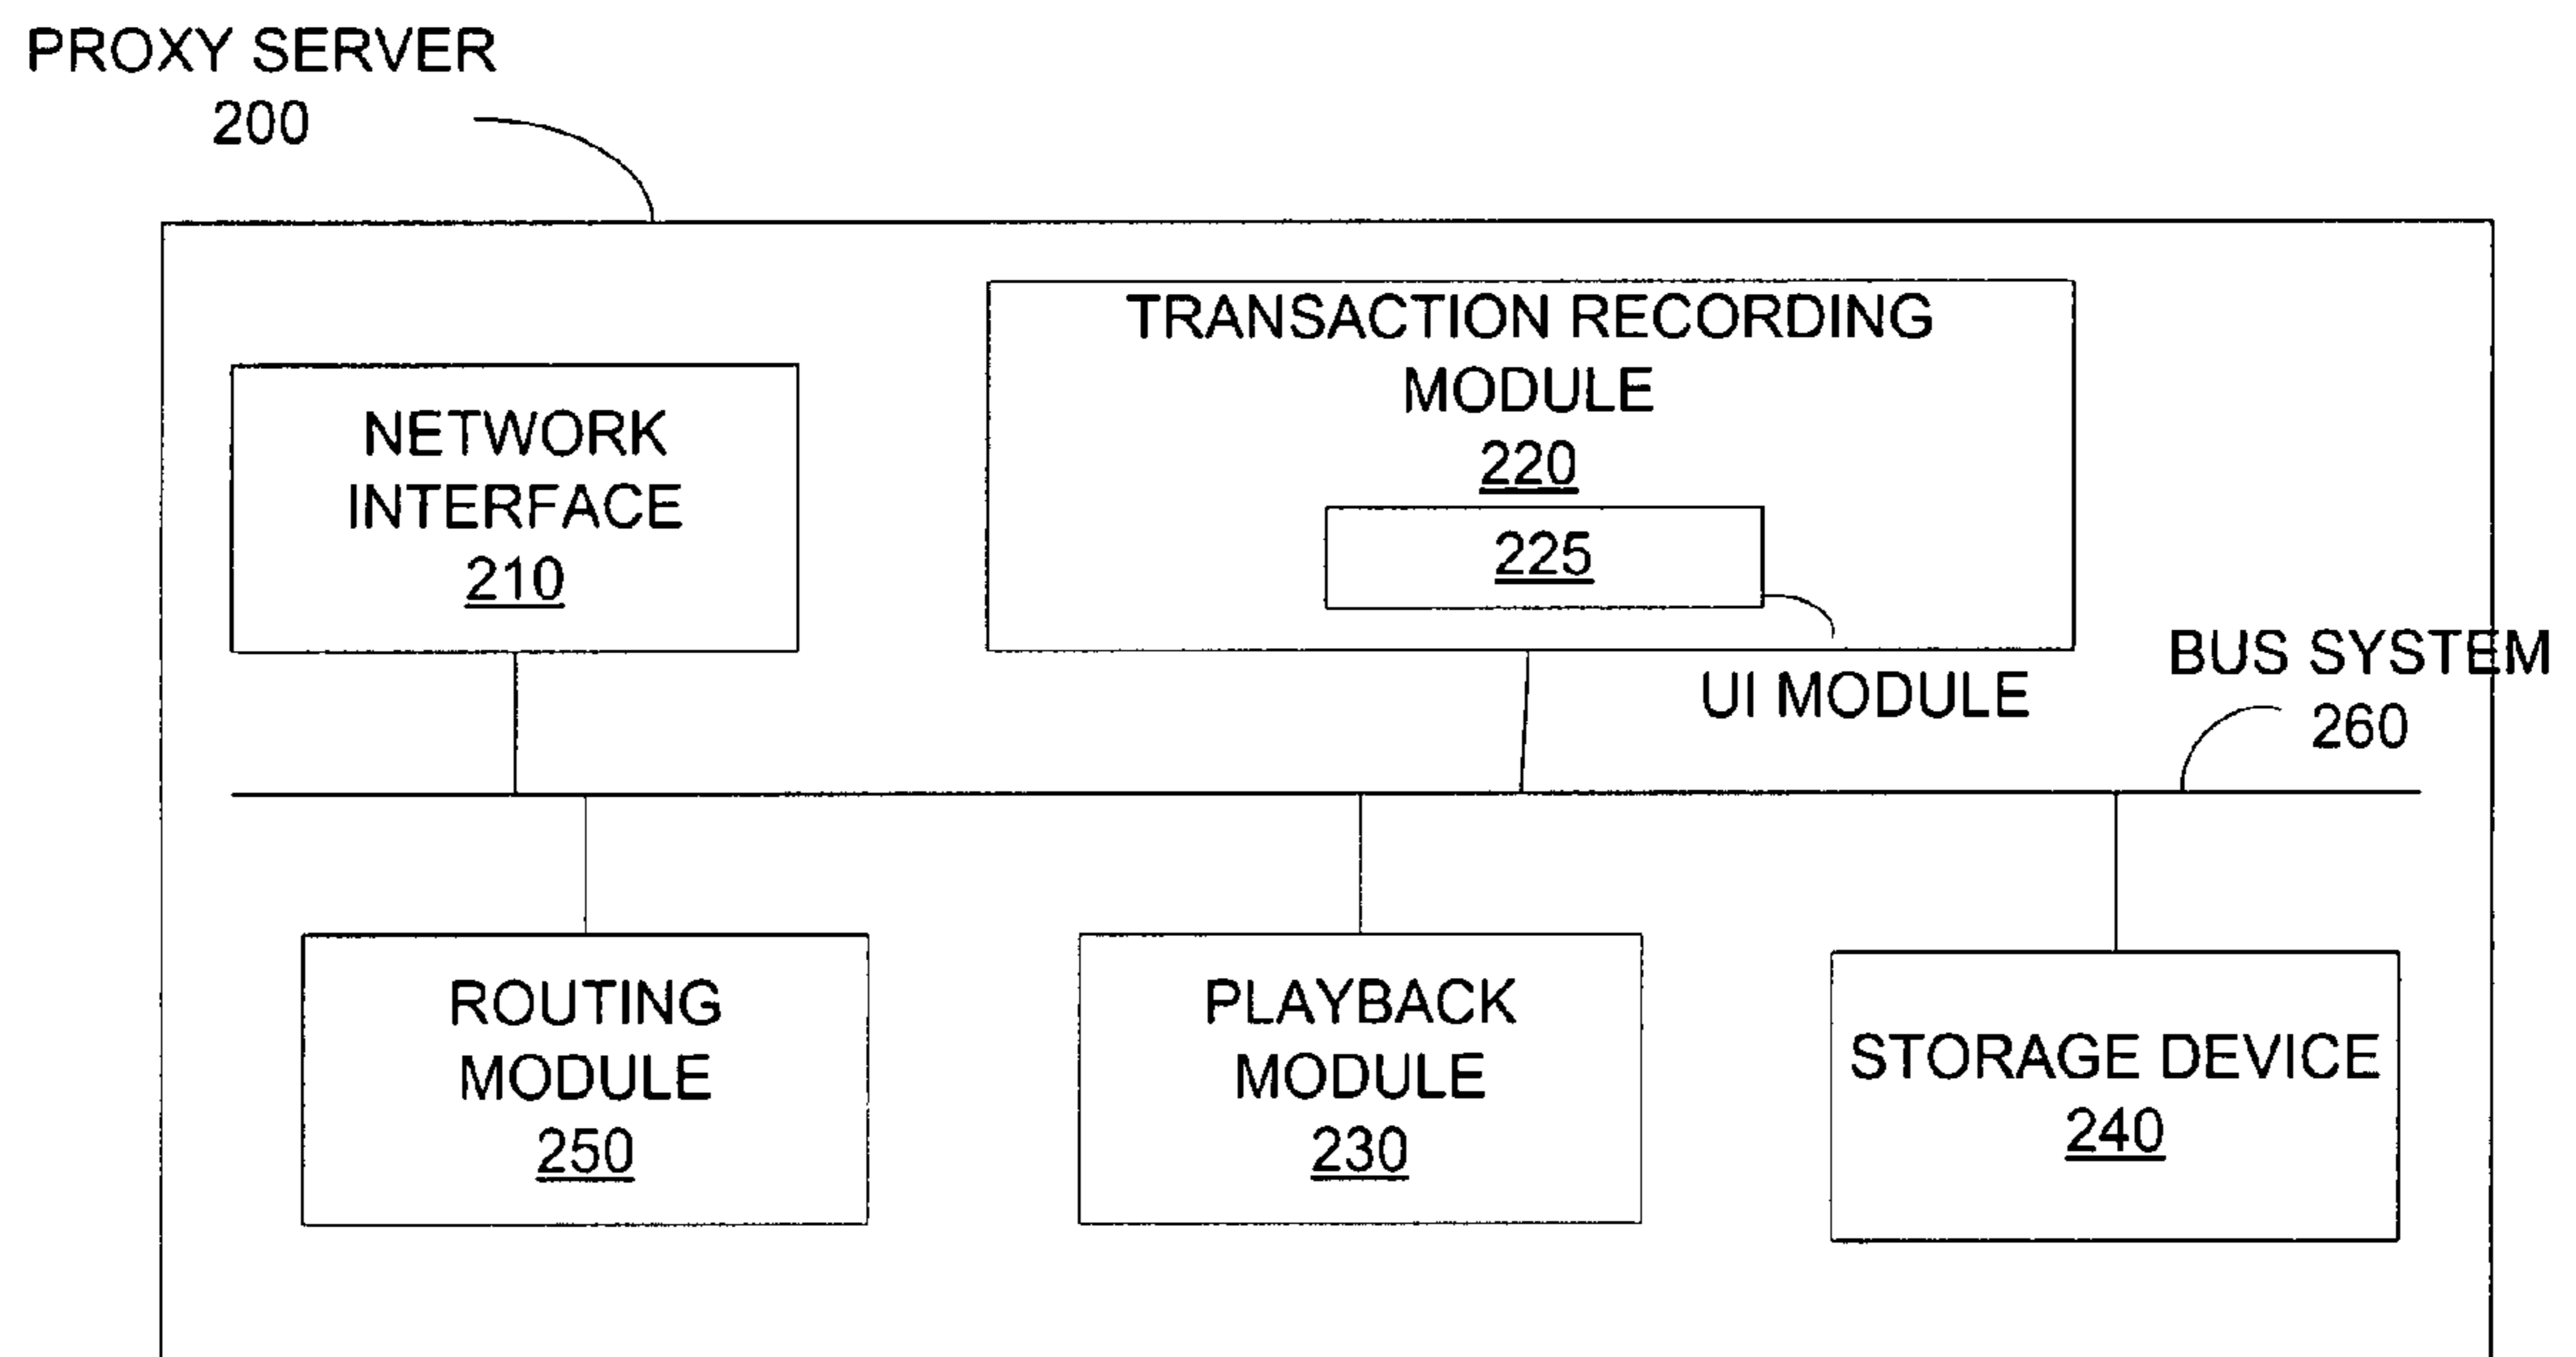 PROXY SERVER
200
TRANSACTION RECORDING
MODULE
220
225
UI MODULE
NETWORK
INTERFACE
210
BUS SYSTEM
260
ROUTING
MODULE
250
PLAYBACK
MODULE
230
STORAGE DEVICE
240